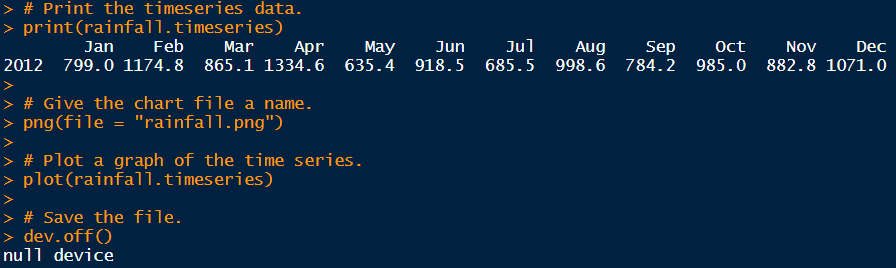 > # Print the timeseries data.
> print(rainfall.timeseries)
        Jan    Feb    Mar    Apr    May    Jun    Jul    Aug    Sep    Oct    Nov    Dec
2012  799.0 1174.8  865.1 1334.6  635.4  918.5  685.5  998.6  784.2  985.0  882.8 1071.0
>
> # Give the chart file a name.
> png(file = "rainfall.png")
>
> # Plot a graph of the time series.
> plot(rainfall.timeseries)
>
> # Save the file.
> dev.off()
null device